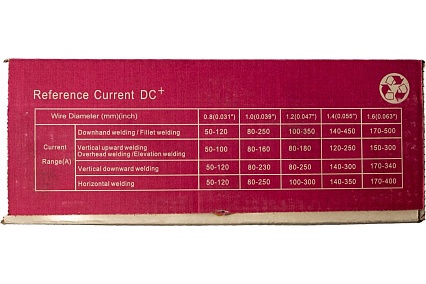 Reference Current DC+
Wire Diameter (mm)(inch) 0.8(0.031") 1.0(0.039") 1.2(0.047") 1.4(0.055") 1.6(0.063")
Current Range(A)
Downhand welding / Fillet welding 50-120 80-250 100-350 140-450 170-500
Vertical upward welding
Overhead welding /Elevation welding 50-100 80-160 80-180 120-250 150-300
Vertical downward welding 50-120 80-230 80-250 140-300 170-340
Horizontal welding 50-120 80-250 100-300 140-350 170-400